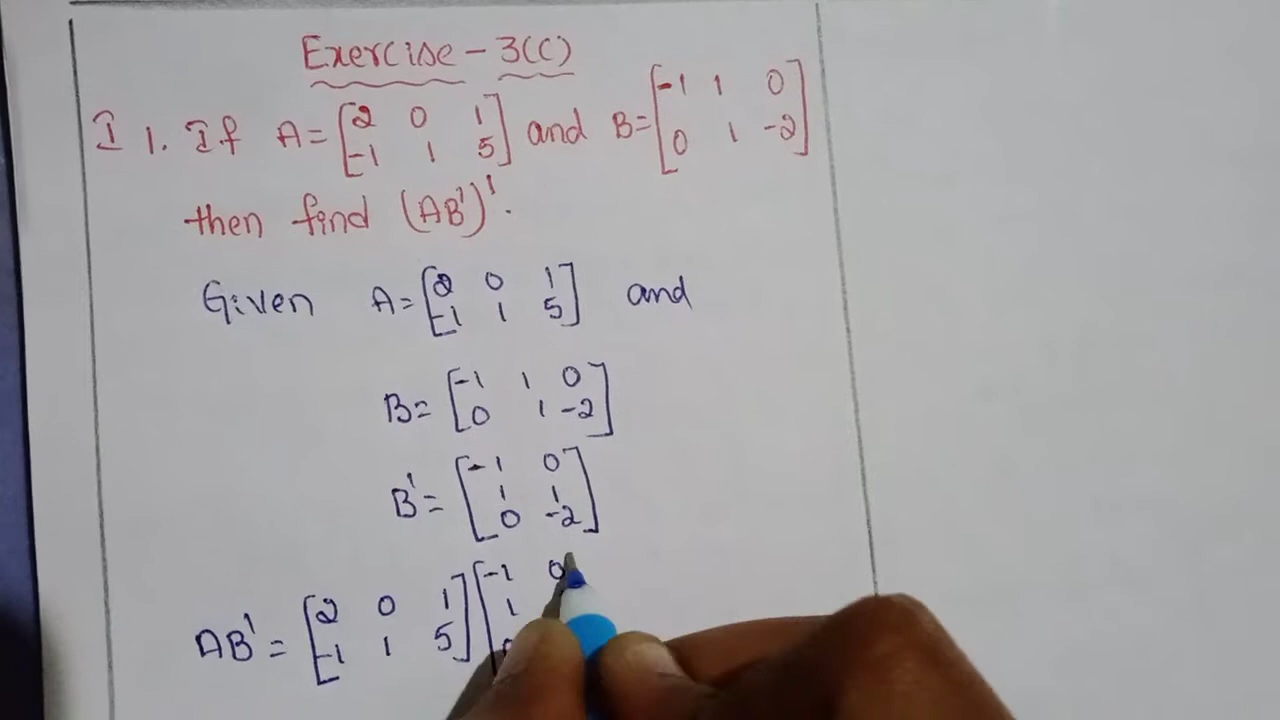 Exercise - 3(C)
I 1. If A = [2 0 1 and B = [-1 1 0
-1 1 5] 0 1 -2]
then find (AB')'.
Given A = [2 0 1 and
-1 1 5]
B = [-1 1 0
0 1 -2]
B' = [-1 0
1 1
0 -2]
AB' = [2 0 1 [-1 0
-1 1 5] 1